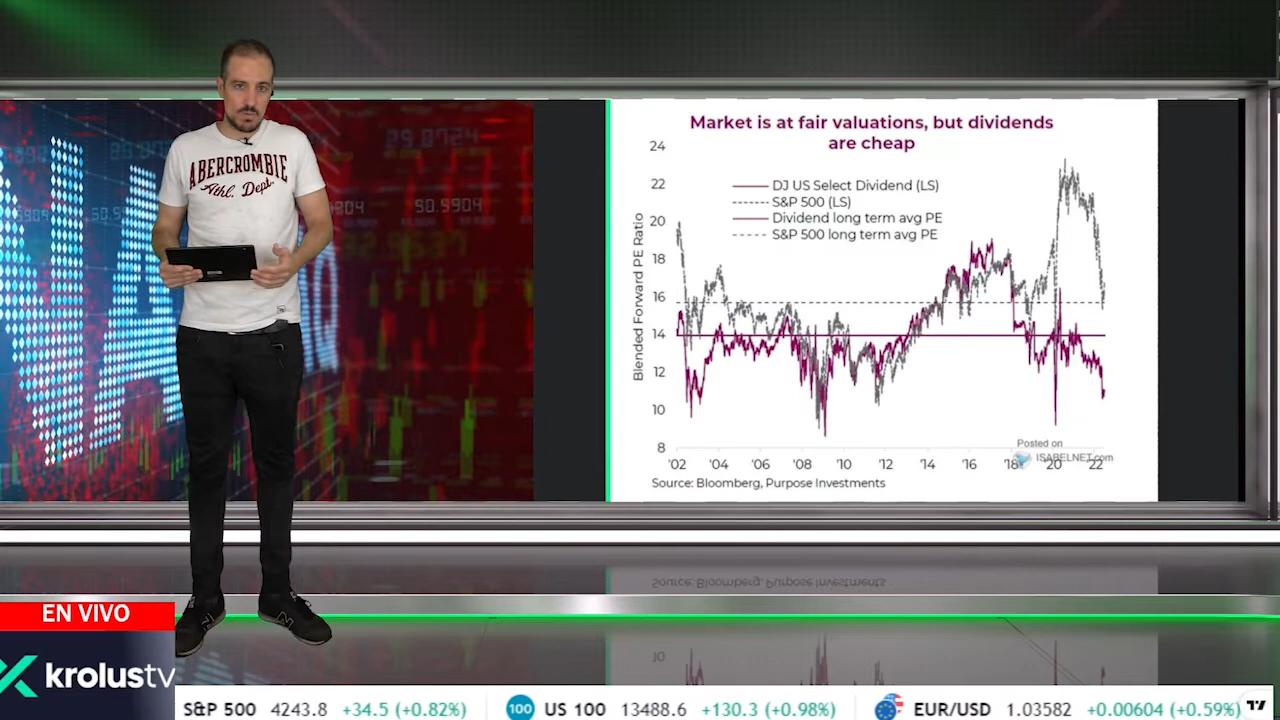 ABERCROMBIE
Athl. Dept.
89.8724
50.9904
Market is at fair valuations, but dividends
are cheap
DJ US Select Dividend (LS)
S&P 500 (LS)
Dividend long term avg PE
S&P 500 long term avg PE
Blended Forward PE Ratio
24
22
20
18
16
14
12
10
8
'02 '04 '06 '08 '10 '12 '14 '16 '18 '20 '22
Posted on
ISABELNET.com
Source: Bloomberg, Purpose Investments
EN VIVO
krolustv
S&P 500 4243.8 +34.5 (+0.82%) 100 US 100 13488.6 +130.3 (+0.98%) EUR/USD 1.03582 +0.00604 (+0.59%)